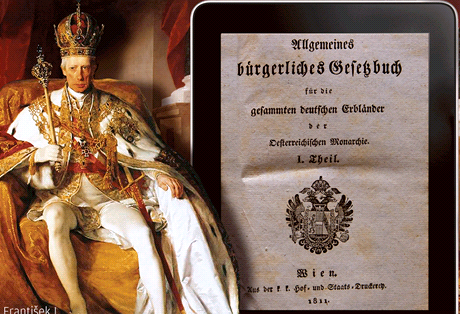 Allgemeines
bürgerliches Gesetzbuch
für die
gesammten deutschen Erbländer
der
Oesterreichischen Monarchie.
I. Theil.
Wien.
Aus der k. k. Hof- und Staats-Druckerey.
1811.
František I.